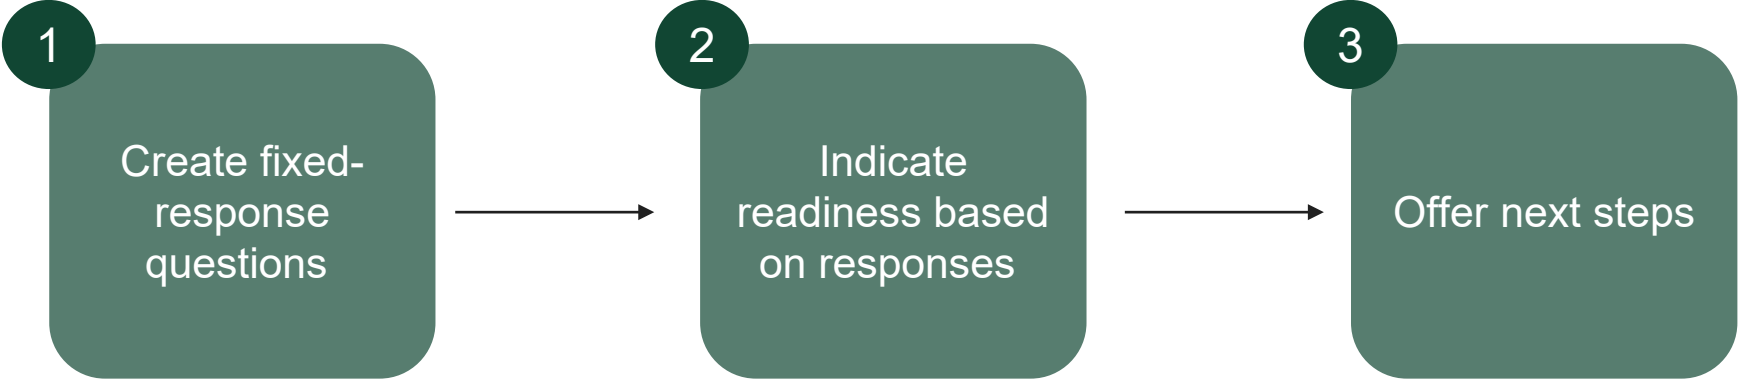 1
Create fixed-
response
questions
2
Indicate
readiness based
on responses
3
Offer next steps